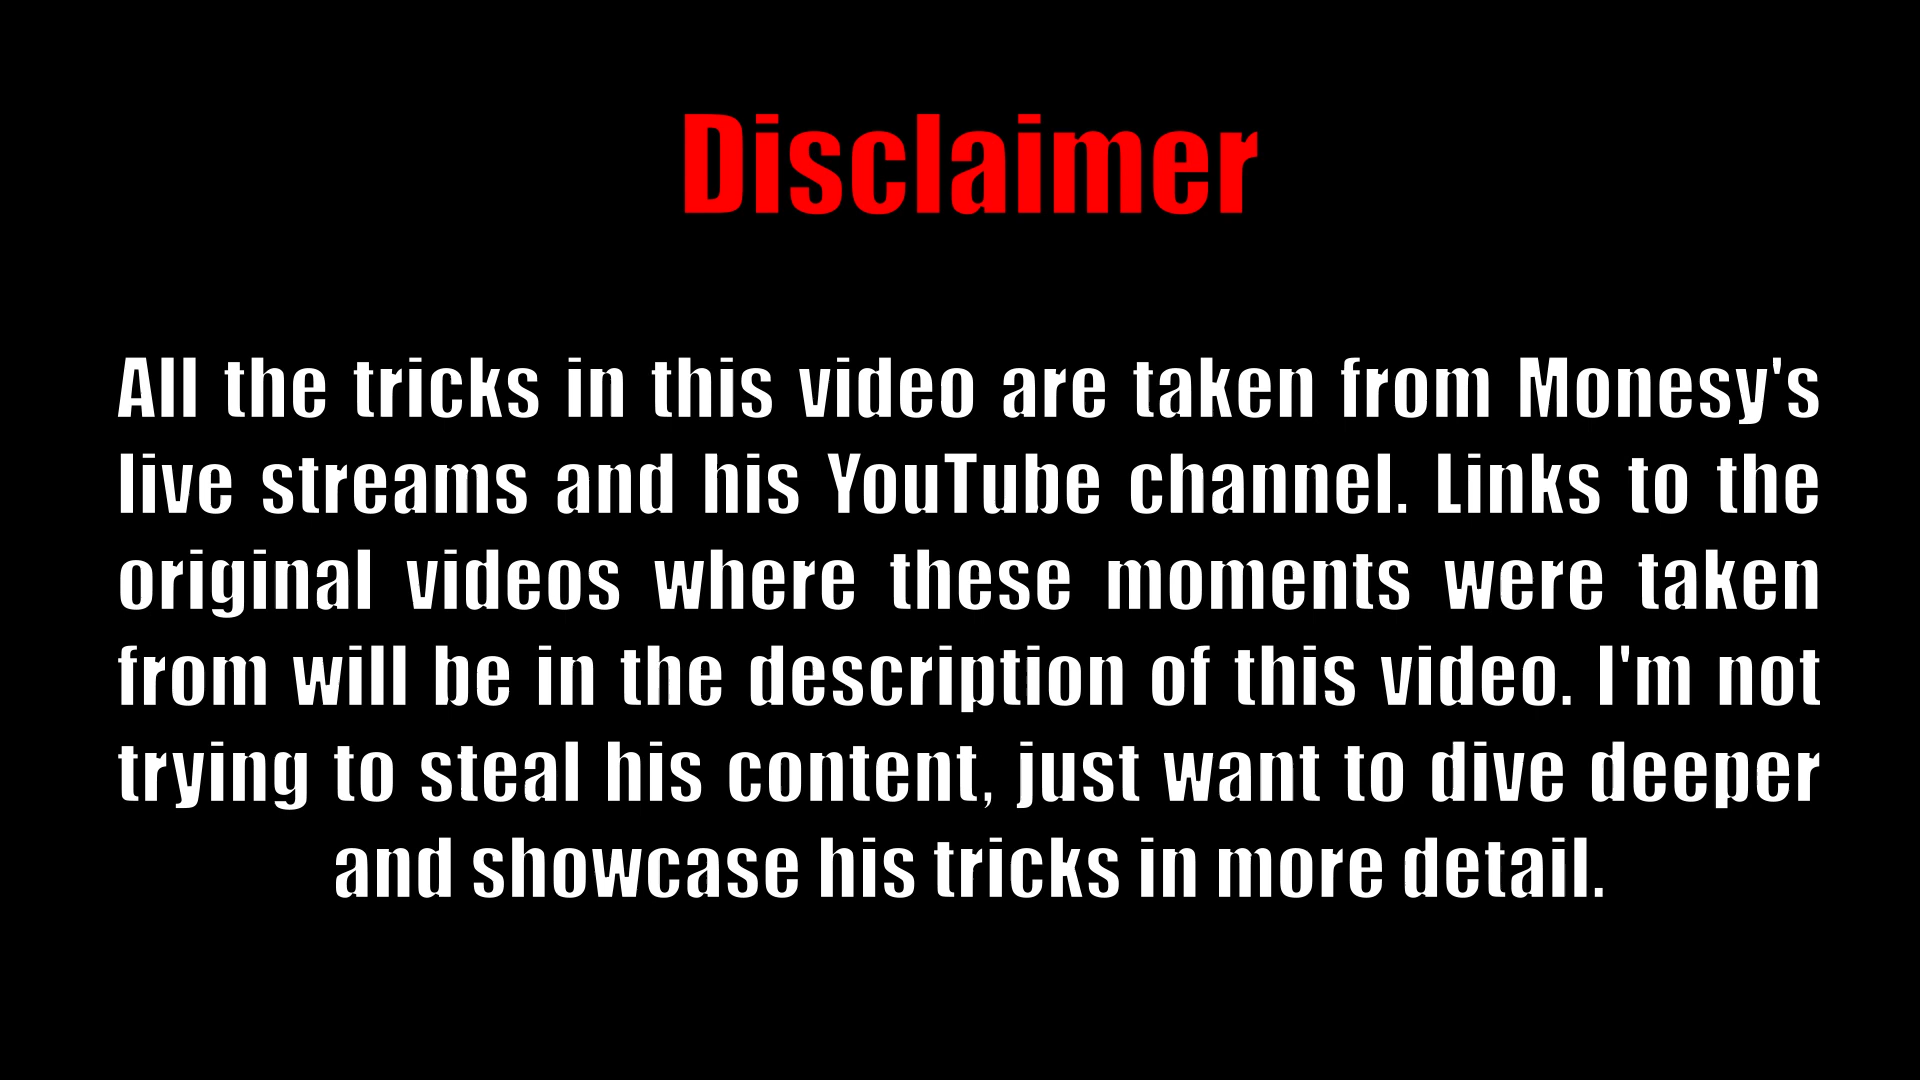 Disclaimer
All the tricks in this video are taken from Monesy's
live streams and his YouTube channel. Links to the
original videos where these moments were taken
from will be in the description of this video. I'm not
trying to steal his content, just want to dive deeper
and showcase his tricks in more detail.